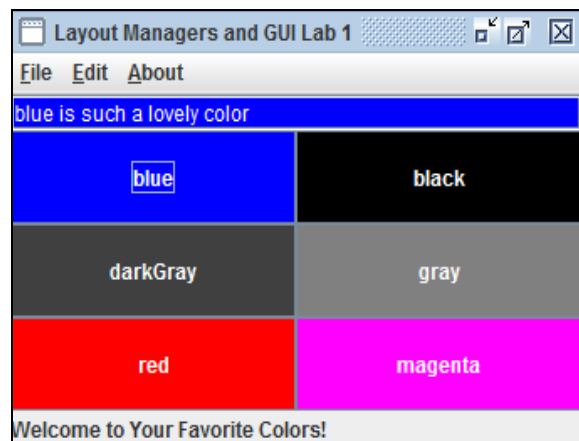 Layout Managers and GUI Lab 1
File Edit About
blue is such a lovely color
blue black
darkGray gray
red magenta
Welcome to Your Favorite Colors!